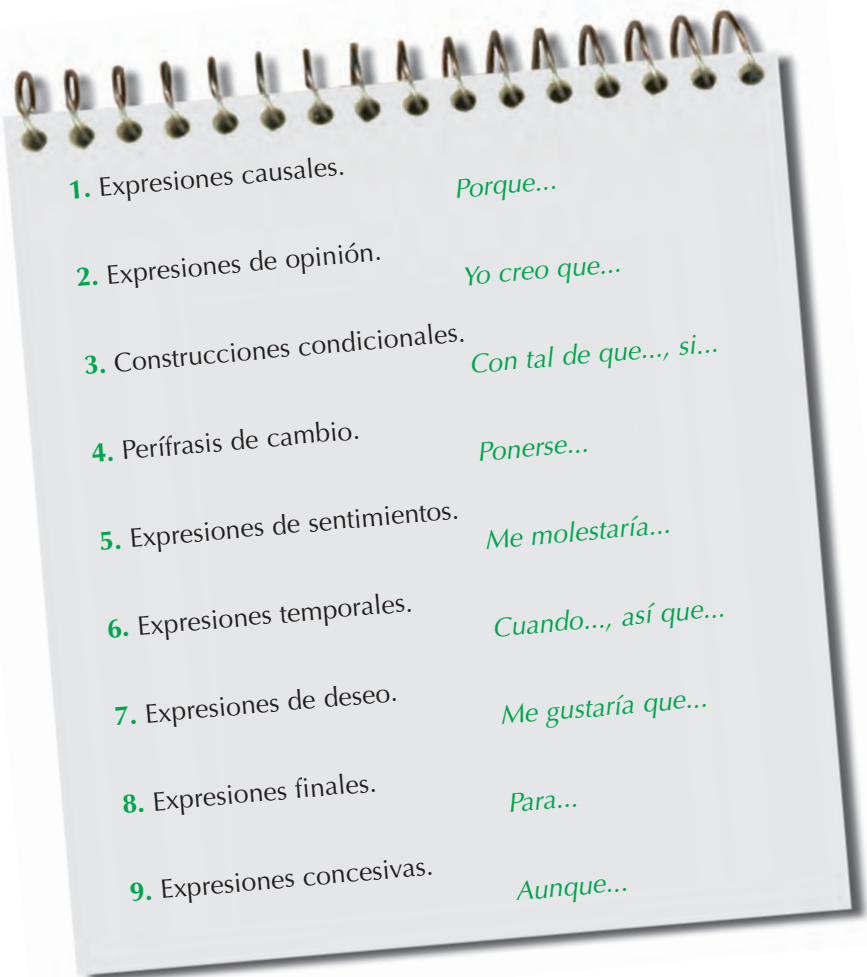 1. Expresiones causales. Porque...
2. Expresiones de opinión. Yo creo que...
3. Construcciones condicionales. Con tal de que..., si...
4. Perífrasis de cambio. Ponerse...
5. Expresiones de sentimientos. Me molestaría...
6. Expresiones temporales. Cuando..., así que...
7. Expresiones de deseo. Me gustaría que...
8. Expresiones finales. Para...
9. Expresiones concesivas. Aunque...